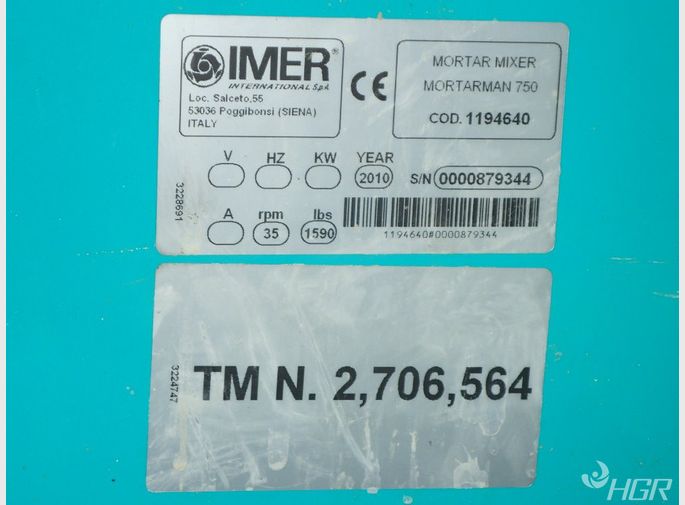 IMER®
INTERNATIONAL S.p.A
Loc. Salceto,55
53036 Poggibonsi (SIENA)
ITALY
CE
MORTAR MIXER
MORTARMAN 750
COD. 1194640
V HZ KW YEAR
2010 S/N 0000879344
A rpm lbs
35 1590
1194640#0000879344
3228691
TM N. 2,706,564
3224747
HGR